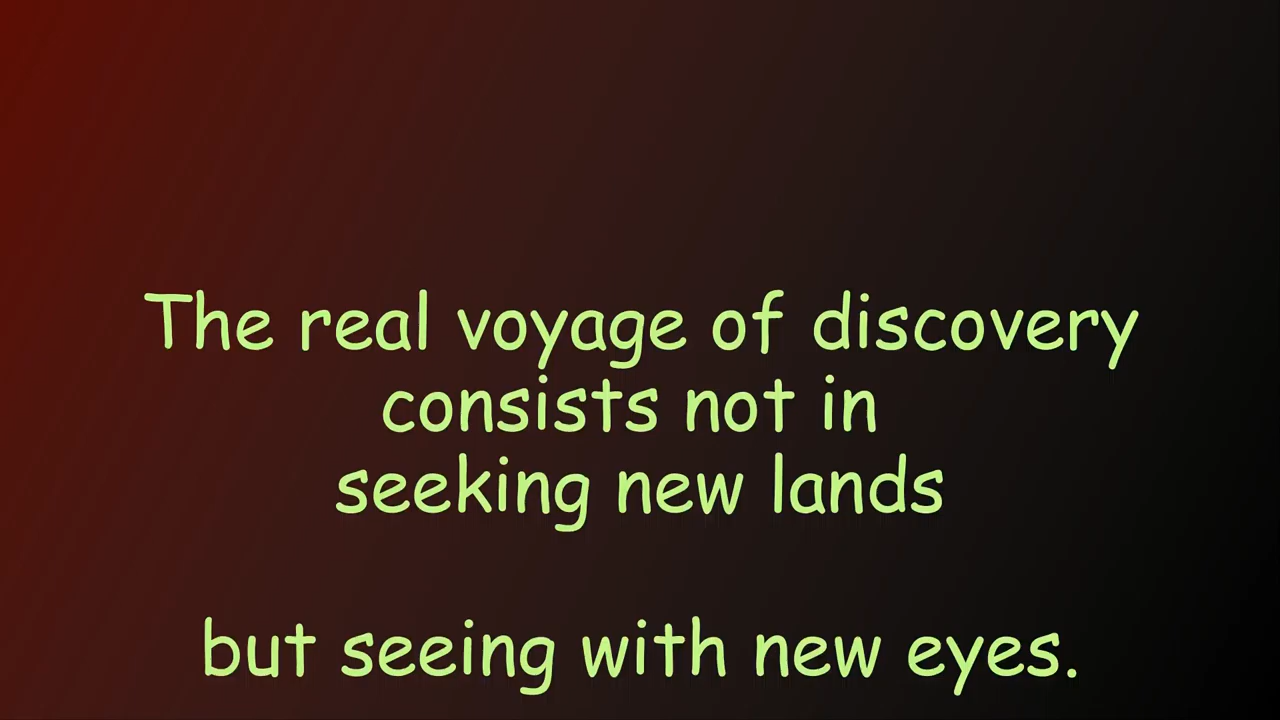 The real voyage of discovery
consists not in
seeking new lands
but seeing with new eyes.